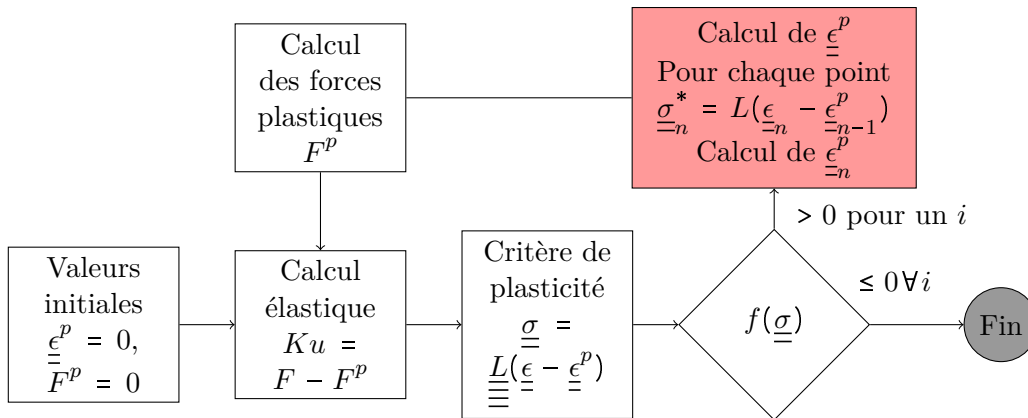 Valeurs
initiales
ε̳^p = 0,
F^p = 0
Calcul
élastique
Ku =
F − F^p
Critère de
plasticité
σ̳ =
L̳̳(ε̳ − ε̳^p)
f(σ̳)
> 0 pour un i
≤ 0∀i
Fin
Calcul de ε̳^p
Pour chaque point
σ̳*_n = L(ε̳_n − ε̳^p_{n−1})
Calcul de ε̳^p_n
Calcul
des forces
plastiques
F^p